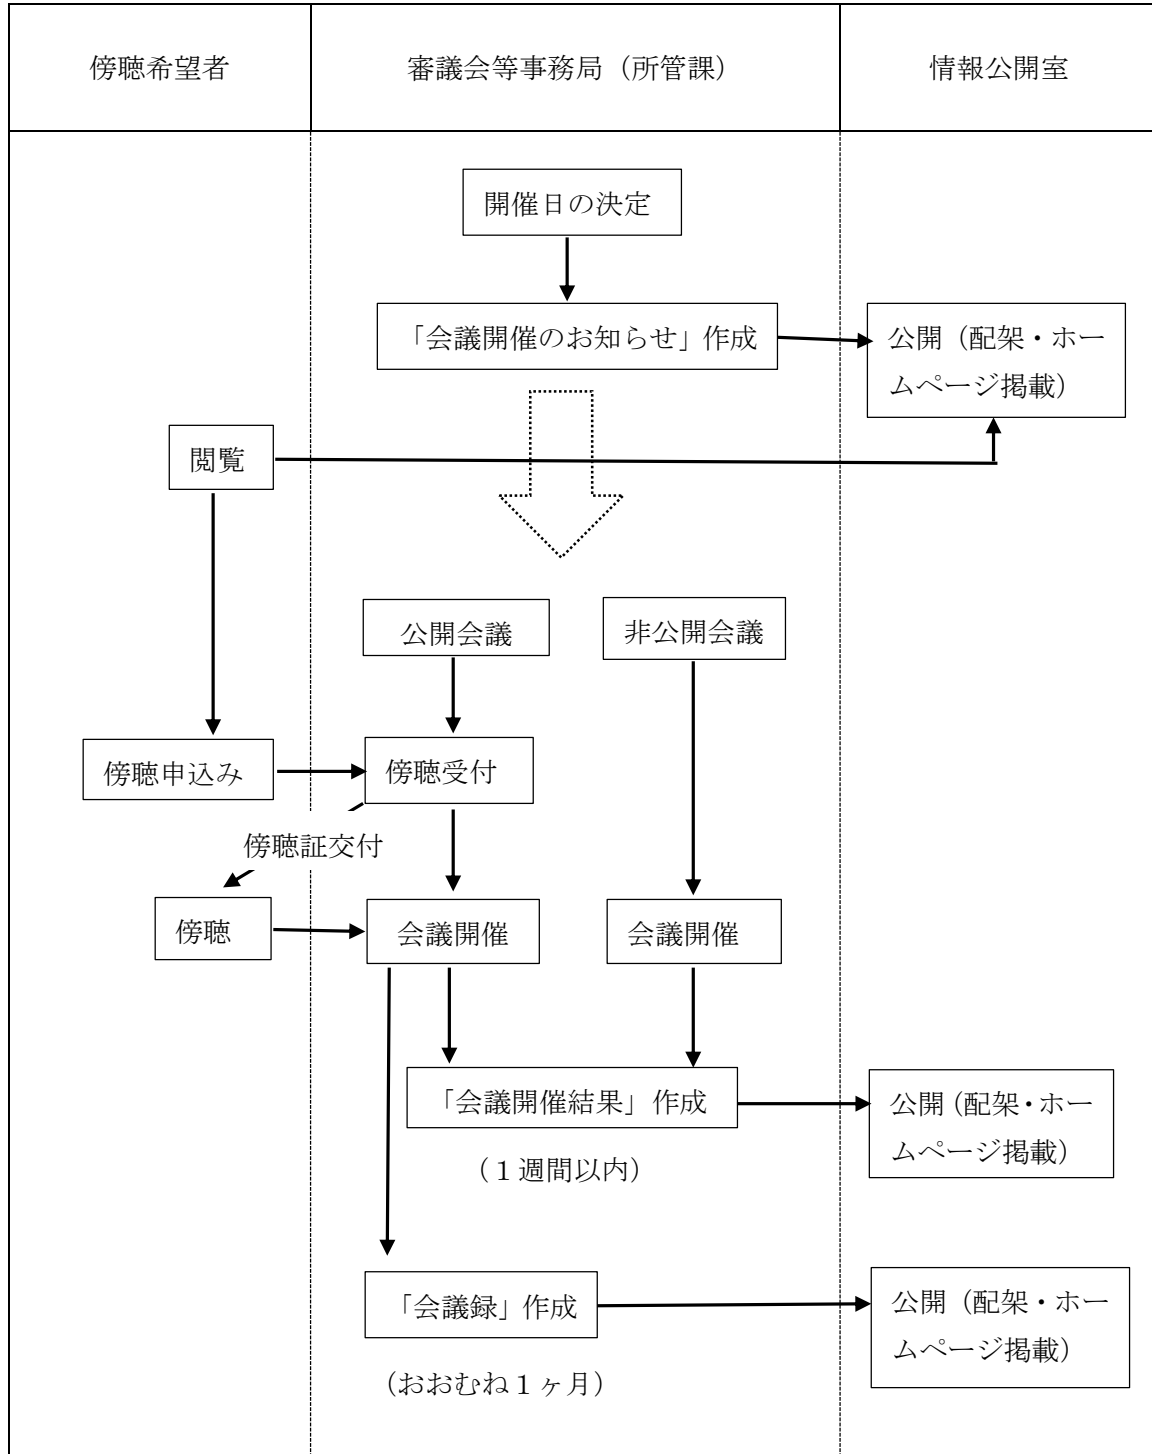 傍聴希望者
審議会等事務局（所管課）
情報公開室
開催日の決定
「会議開催のお知らせ」作成
公開（配架・ホー
ムページ掲載）
閲覧
公開会議
非公開会議
傍聴申込み
傍聴受付
傍聴証交付
傍聴
会議開催
会議開催
「会議開催結果」作成
公開（配架・ホー
ムページ掲載）
（１週間以内）
「会議録」作成
公開（配架・ホー
ムページ掲載）
（おおむね１ヶ月）